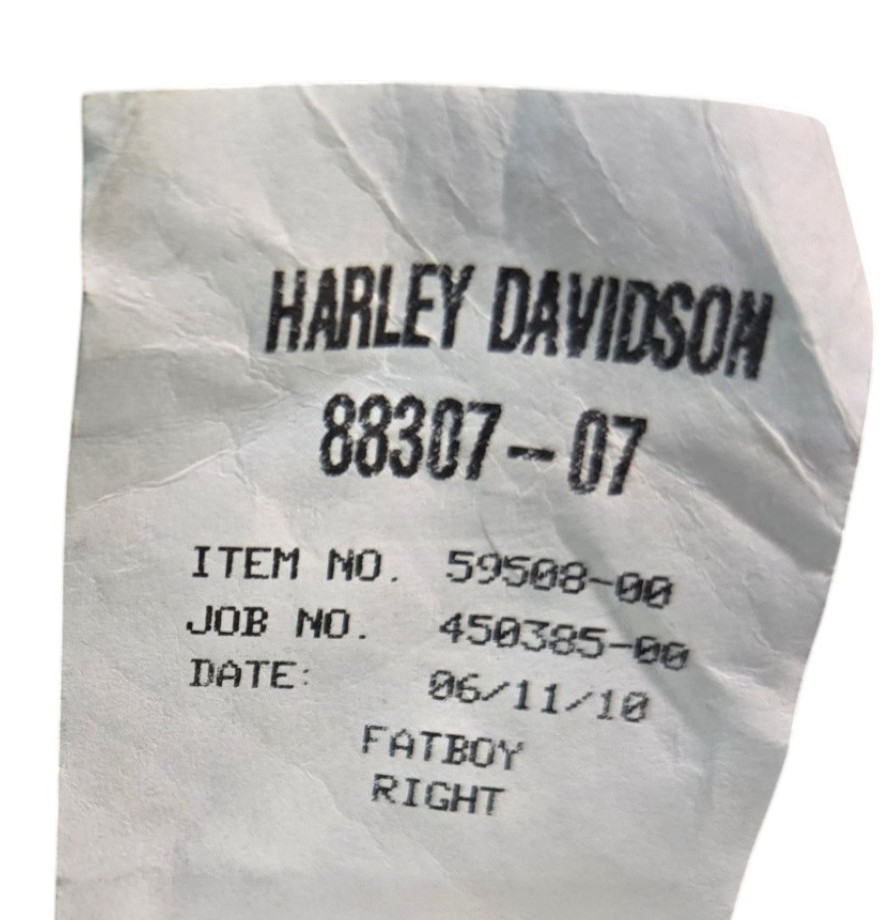 HARLEY DAVIDSON
88307-07
ITEM NO. 59508-00
JOB NO. 450385-00
DATE: 06/11/10
FATBOY
RIGHT